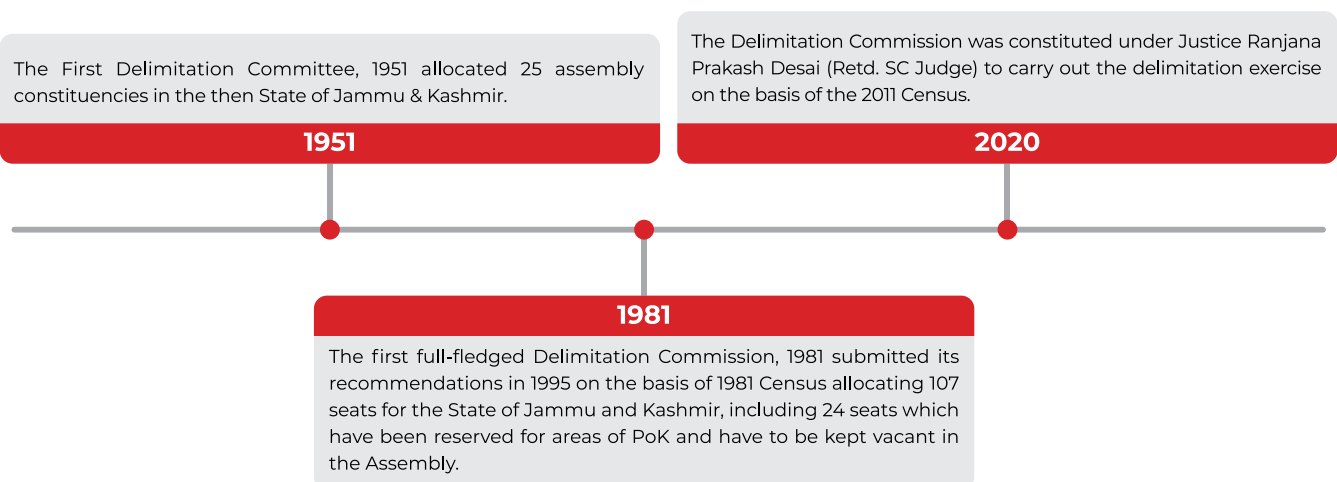 The First Delimitation Committee, 1951 allocated 25 assembly
constituencies in the then State of Jammu & Kashmir.
1951
The Delimitation Commission was constituted under Justice Ranjana
Prakash Desai (Retd. SC Judge) to carry out the delimitation exercise
on the basis of the 2011 Census.
2020
1981
The first full-fledged Delimitation Commission, 1981 submitted its
recommendations in 1995 on the basis of 1981 Census allocating 107
seats for the State of Jammu and Kashmir, including 24 seats which
have been reserved for areas of PoK and have to be kept vacant in
the Assembly.